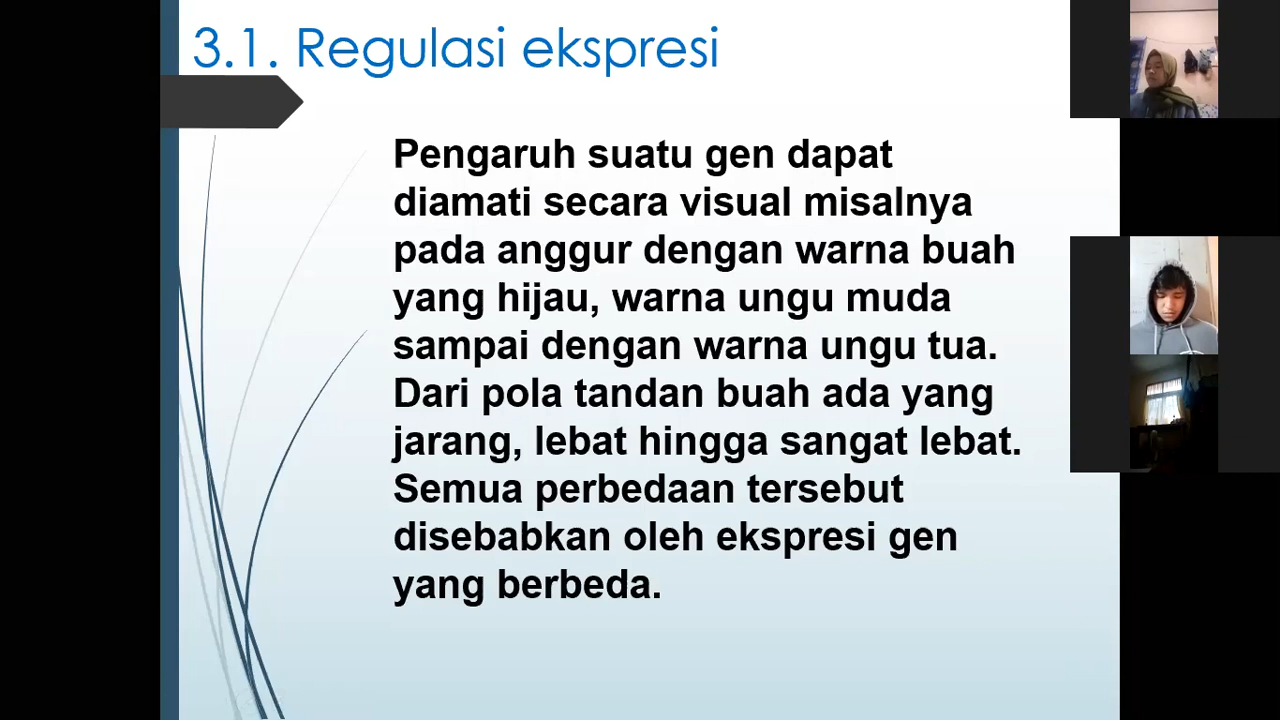 3.1. Regulasi ekspresi
Pengaruh suatu gen dapat
diamati secara visual misalnya
pada anggur dengan warna buah
yang hijau, warna ungu muda
sampai dengan warna ungu tua.
Dari pola tandan buah ada yang
jarang, lebat hingga sangat lebat.
Semua perbedaan tersebut
disebabkan oleh ekspresi gen
yang berbeda.